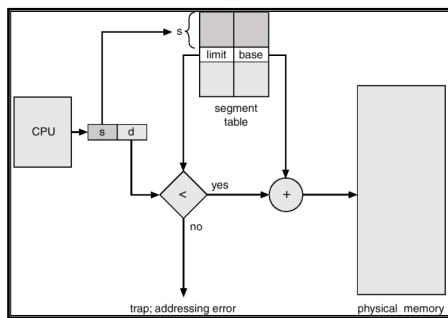 s
limit base
segment
table
CPU
s d
<
yes
+
no
trap; addressing error
physical memory